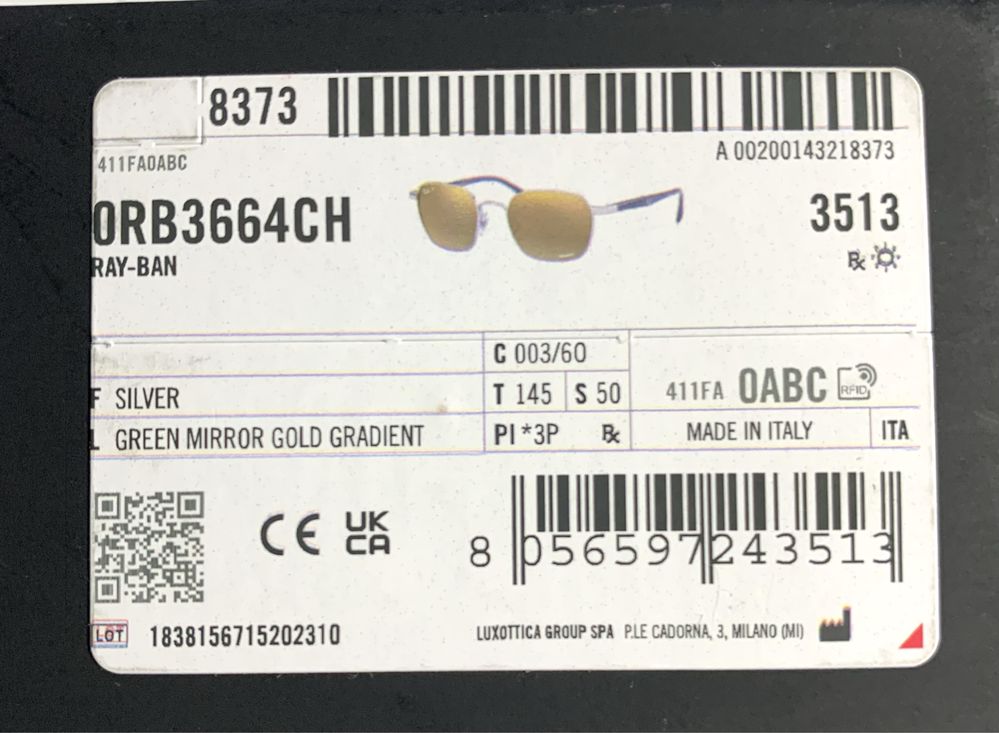 8373
A 00200143218373
411FA0ABC
0RB3664CH
3513
RAY-BAN
Rx
C 003/60
F SILVER
T 145 S 50
411FA 0ABC RFID
L GREEN MIRROR GOLD GRADIENT
PI *3P Rx
MADE IN ITALY ITA
CE UK CA
8 056597 243513
LOT 1838156715202310
LUXOTTICA GROUP SPA P.LE CADORNA, 3, MILANO (MI)